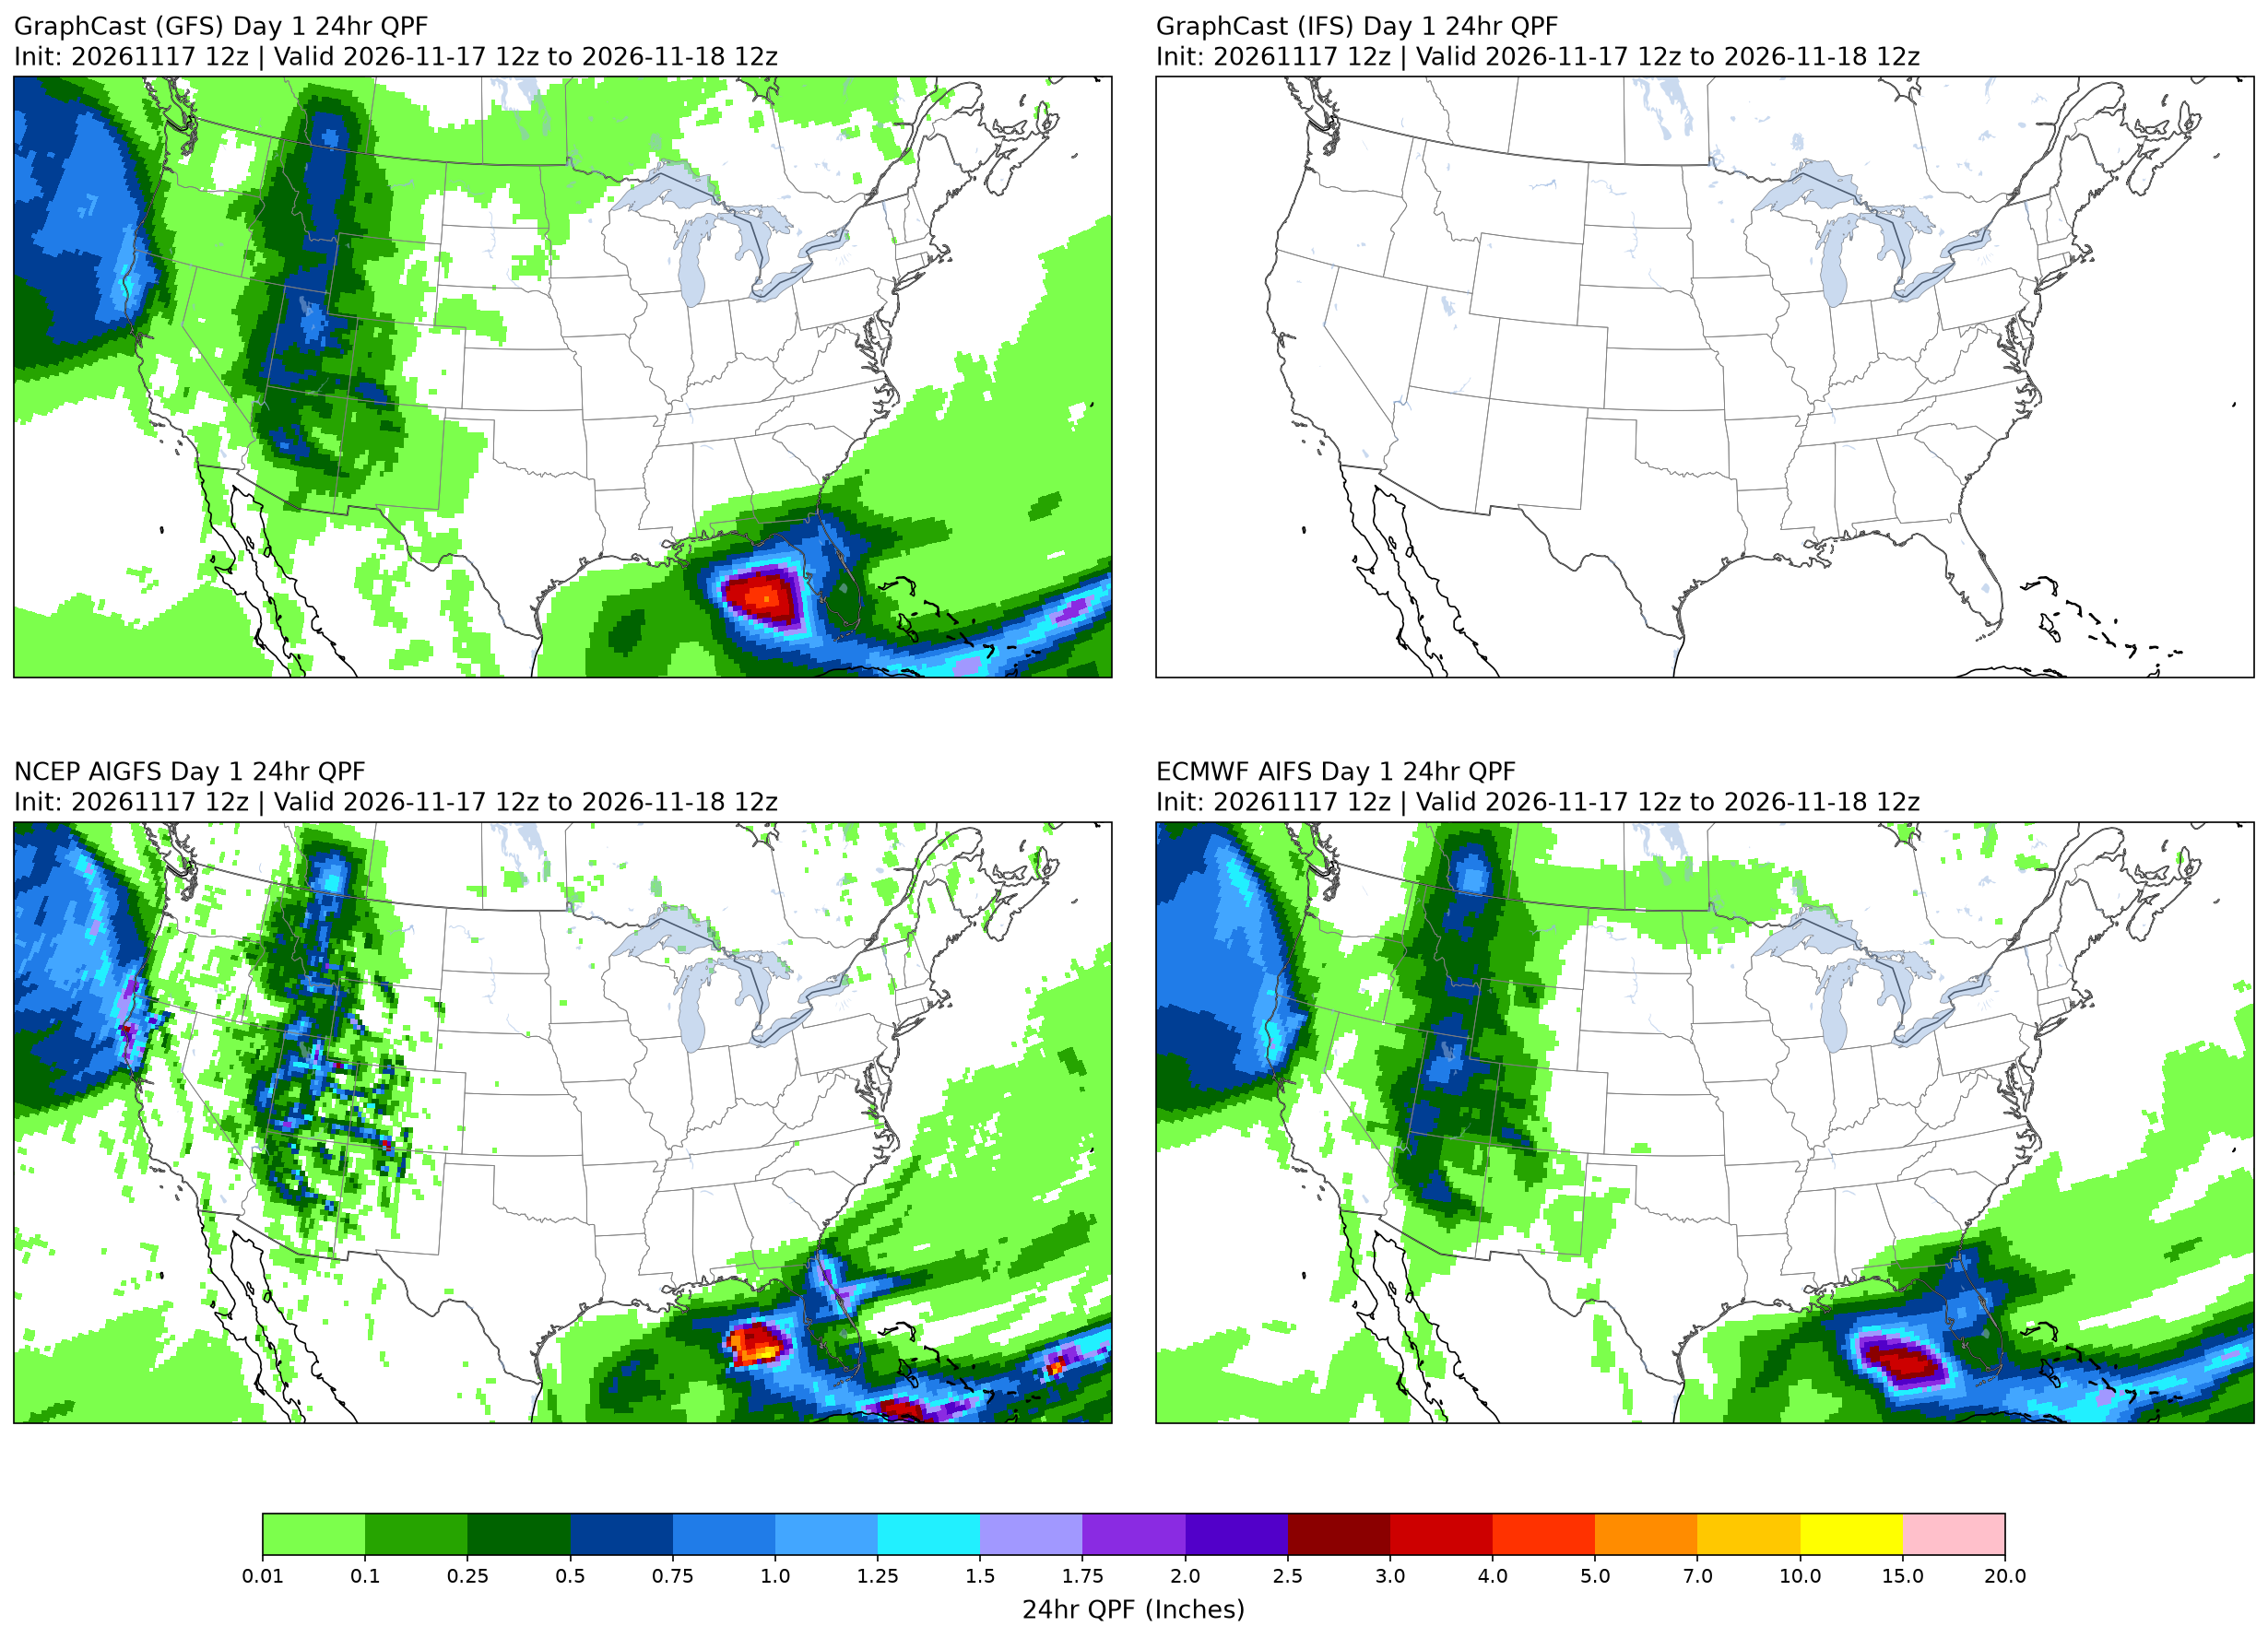 GraphCast (GFS) Day 1 24hr QPF
Init: 20261117 12z | Valid 2026-11-17 12z to 2026-11-18 12z
GraphCast (IFS) Day 1 24hr QPF
Init: 20261117 12z | Valid 2026-11-17 12z to 2026-11-18 12z
NCEP AIGFS Day 1 24hr QPF
Init: 20261117 12z | Valid 2026-11-17 12z to 2026-11-18 12z
ECMWF AIFS Day 1 24hr QPF
Init: 20261117 12z | Valid 2026-11-17 12z to 2026-11-18 12z
0.01 0.1 0.25 0.5 0.75 1.0 1.25 1.5 1.75 2.0 2.5 3.0 4.0 5.0 7.0 10.0 15.0 20.0
24hr QPF (Inches)